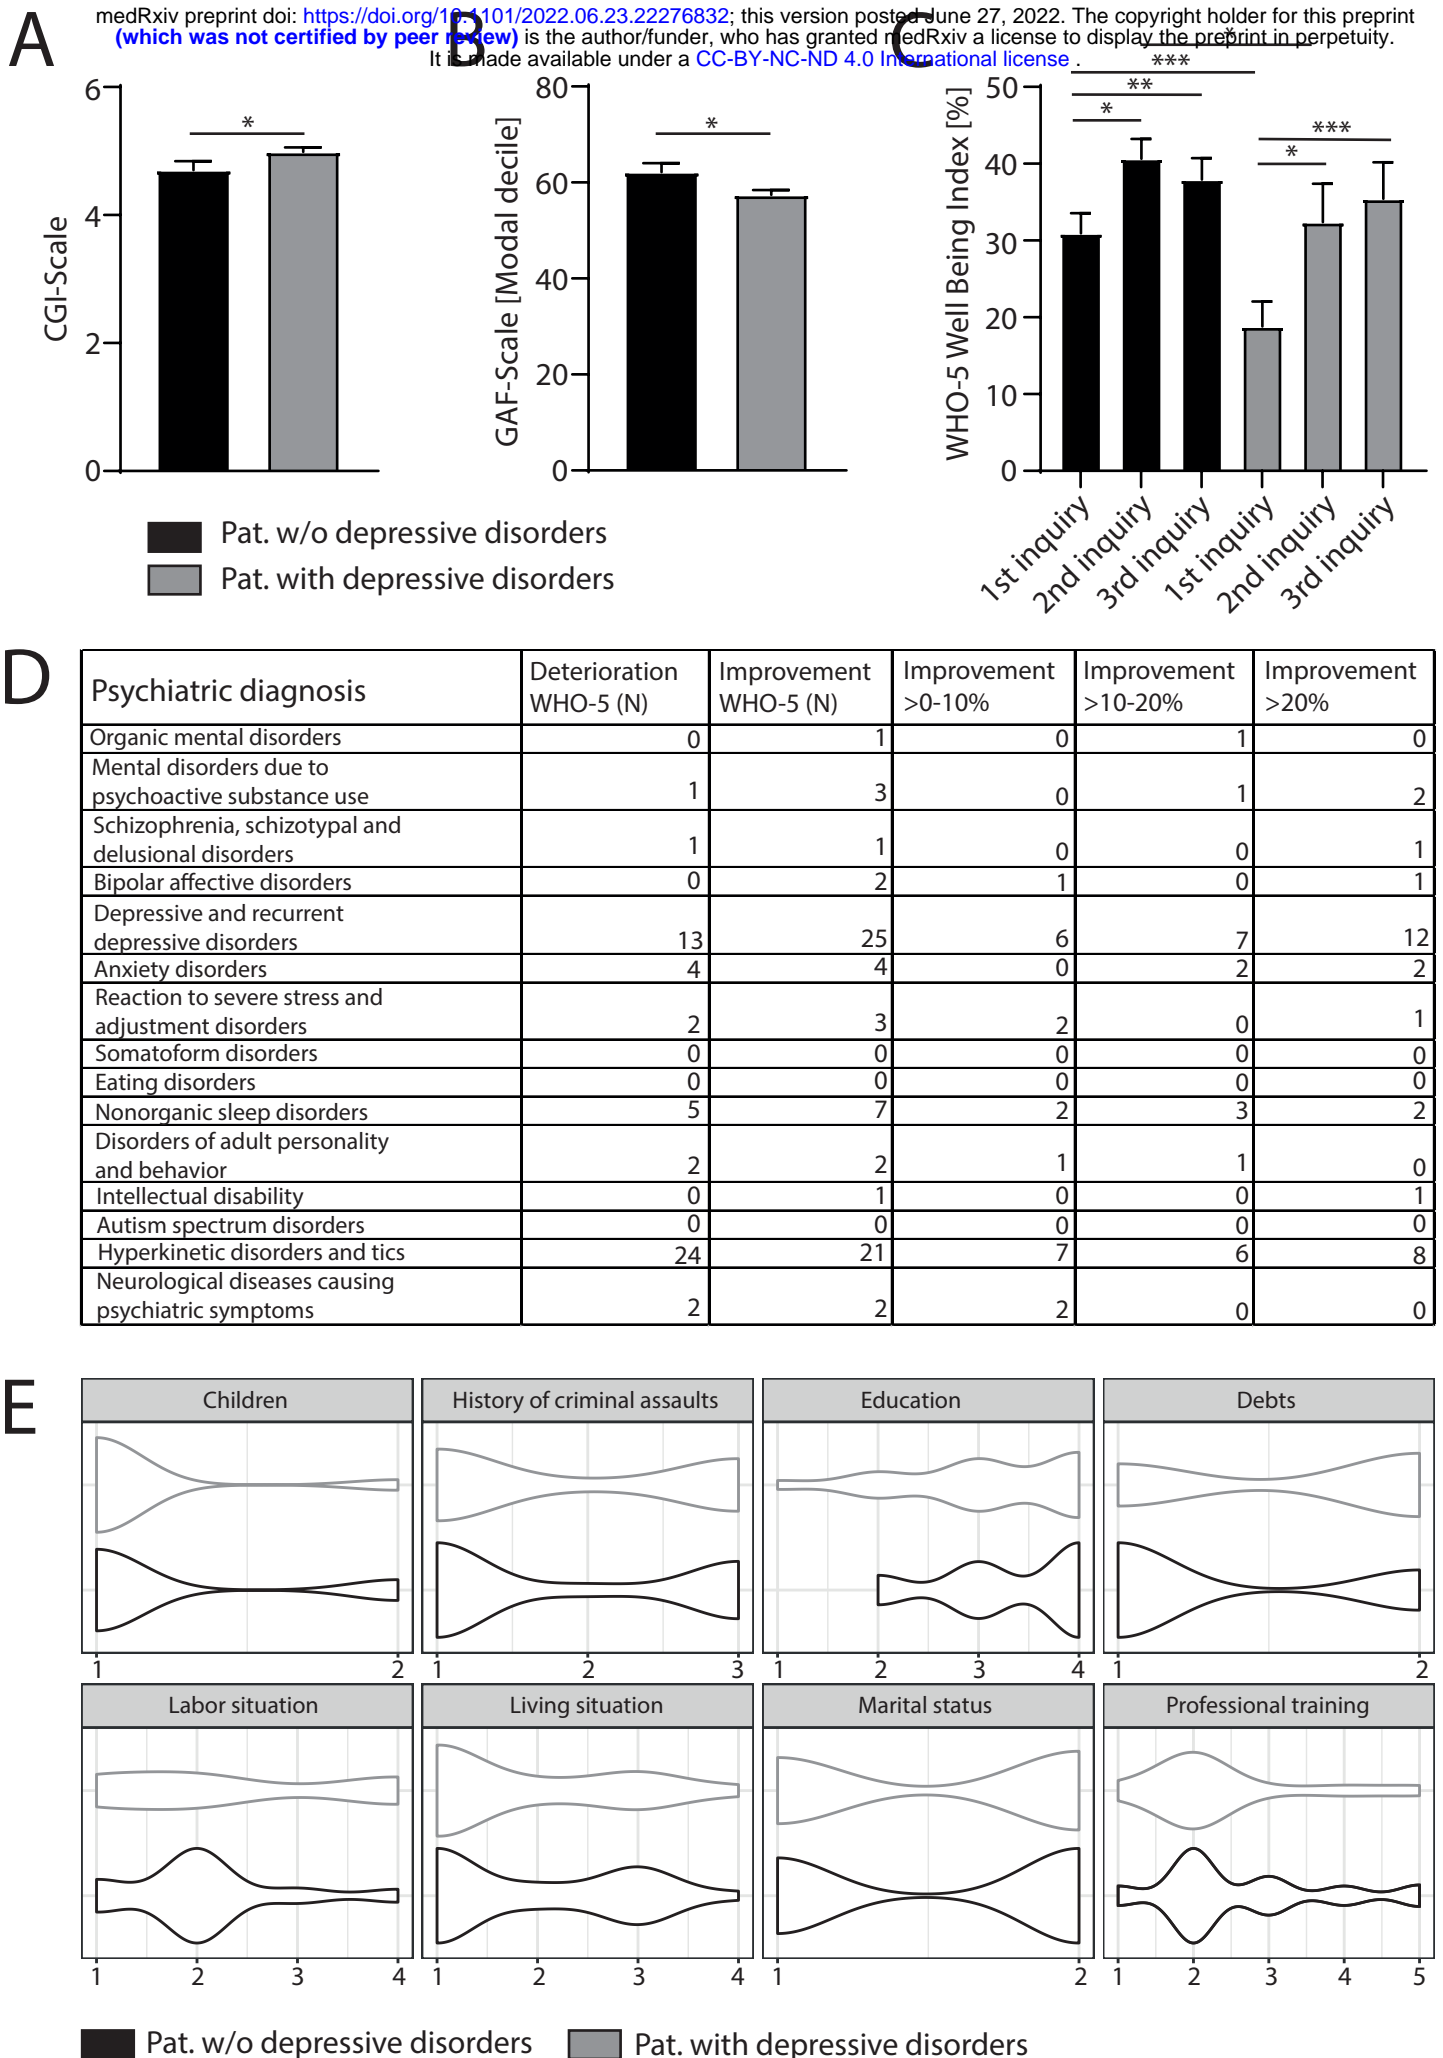 medRxiv preprint doi: https://doi.org/10.1101/2022.06.23.22276832; this version posted June 27, 2022. The copyright holder for this preprint
(which was not certified by peer review) is the author/funder, who has granted medRxiv a license to display the preprint in perpetuity.
It is made available under a CC-BY-NC-ND 4.0 International license .
A
CGI-Scale
6
4
2
0
*
B
GAF-Scale [Modal decile]
80
60
40
20
0
*
C
WHO-5 Well Being Index [%]
50
40
30
20
10
0
*
***
**
*
***
*
1st inquiry
2nd inquiry
3rd inquiry
1st inquiry
2nd inquiry
3rd inquiry
Pat. w/o depressive disorders
Pat. with depressive disorders
D
Psychiatric diagnosis | Deterioration WHO-5 (N) | Improvement WHO-5 (N) | Improvement >0-10% | Improvement >10-20% | Improvement >20%
Organic mental disorders 0 1 0 1 0
Mental disorders due to
psychoactive substance use 1 3 0 1 2
Schizophrenia, schizotypal and
delusional disorders 1 1 0 0 1
Bipolar affective disorders 0 2 1 0 1
Depressive and recurrent
depressive disorders 13 25 6 7 12
Anxiety disorders 4 4 0 2 2
Reaction to severe stress and
adjustment disorders 2 3 2 0 1
Somatoform disorders 0 0 0 0 0
Eating disorders 0 0 0 0 0
Nonorganic sleep disorders 5 7 2 3 2
Disorders of adult personality
and behavior 2 2 1 1 0
Intellectual disability 0 1 0 0 1
Autism spectrum disorders 0 0 0 0 0
Hyperkinetic disorders and tics 24 21 7 6 8
Neurological diseases causing
psychiatric symptoms 2 2 2 0 0
E
Children
1 2
History of criminal assaults
1 2 3
Education
1 2 3 4
Debts
1 2
Labor situation
1 2 3 4
Living situation
1 2 3 4
Marital status
1 2
Professional training
1 2 3 4 5
Pat. w/o depressive disorders
Pat. with depressive disorders